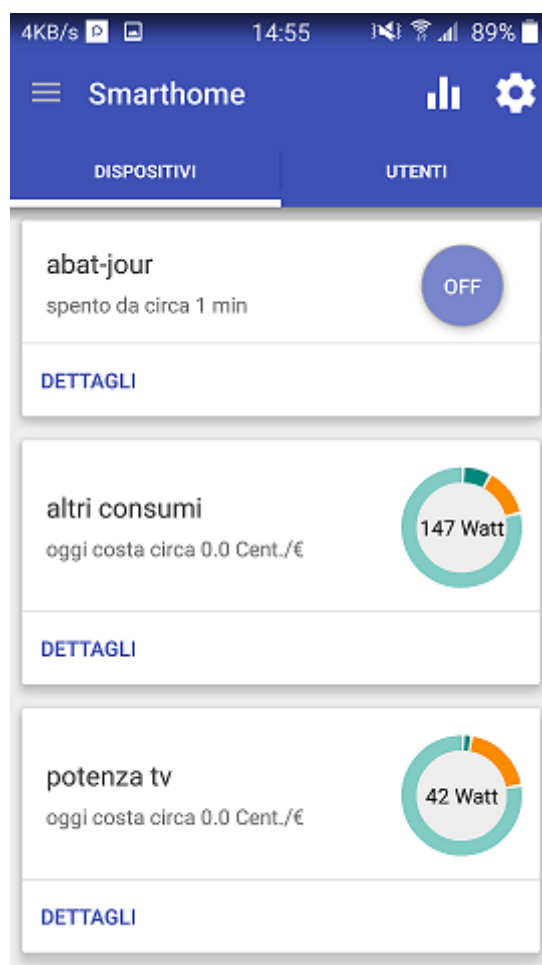 4KB/s 14:55 89%
Smarthome
DISPOSITIVI UTENTI
abat-jour
spento da circa 1 min
OFF
DETTAGLI
altri consumi
oggi costa circa 0.0 Cent./€
147 Watt
DETTAGLI
potenza tv
oggi costa circa 0.0 Cent./€
42 Watt
DETTAGLI